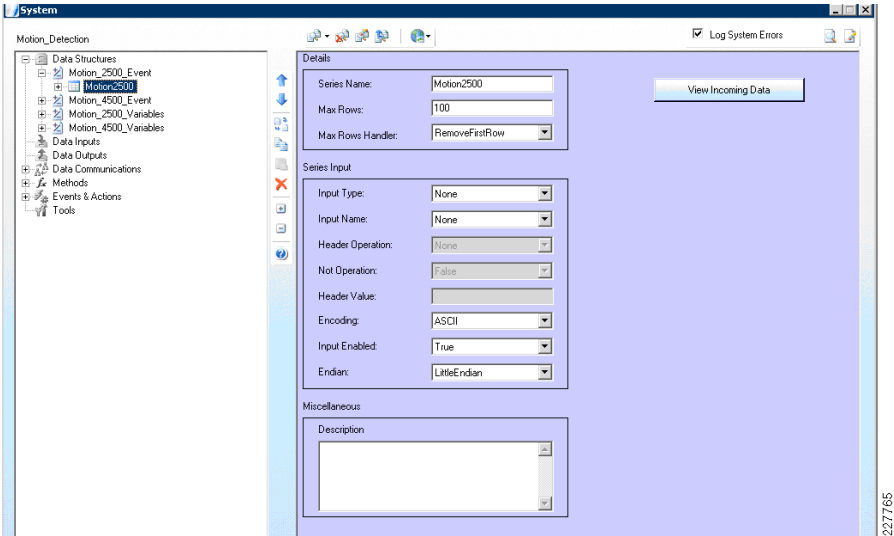 System
Motion_Detection
Log System Errors
Data Structures
Motion_2500_Event
Motion2500
Motion_4500_Event
Motion_2500_Variables
Motion_4500_Variables
Data Inputs
Data Outputs
Data Communications
fx Methods
Events & Actions
Tools
Details
Series Name: Motion2500
Max Rows: 100
Max Rows Handler: RemoveFirstRow
View Incoming Data
Series Input
Input Type: None
Input Name: None
Header Operation: None
Not Operation: False
Header Value:
Encoding: ASCII
Input Enabled: True
Endian: LittleEndian
Miscellaneous
Description
227765